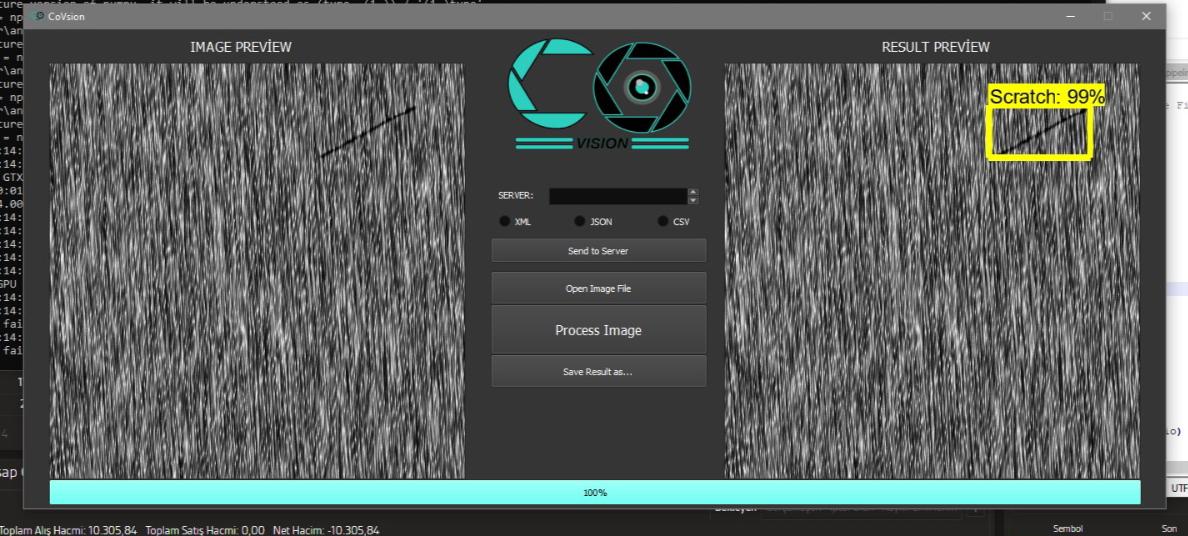 CoVsion
IMAGE PREVİEW
RESULT PREVİEW
VISION
Scratch: 99%
SERVER:
XML
JSON
CSV
Send to Server
Open Image File
Process Image
Save Result as...
100%
GTX
UTF
Toplam Alış Hacmi: 10.305,84 Toplam Satış Hacmi: 0,00 Net Hacim: -10.305,84
Sembol
Son